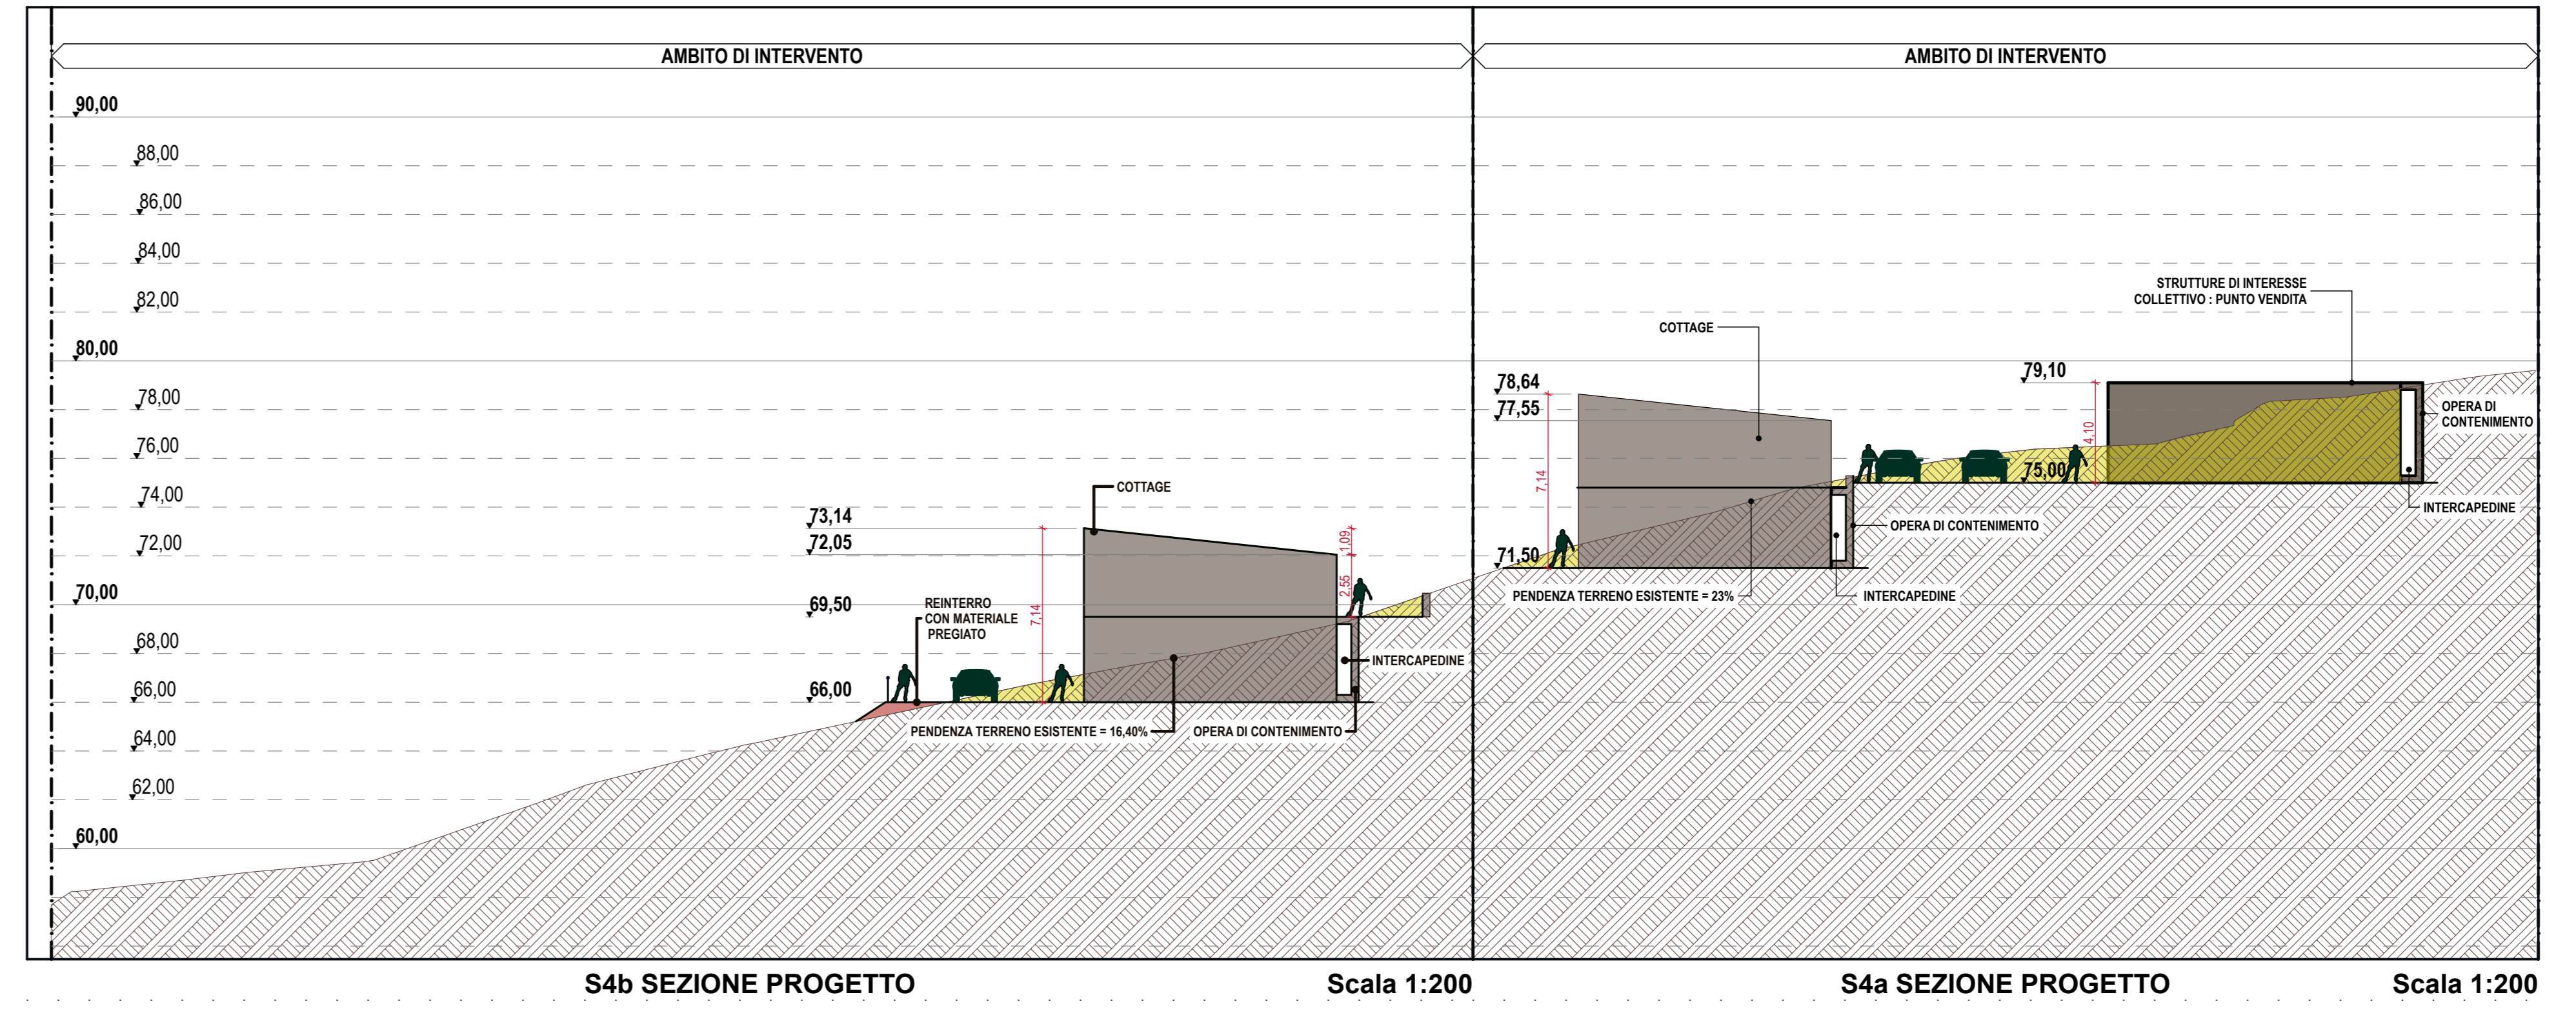 AMBITO DI INTERVENTO
AMBITO DI INTERVENTO
90,00
88,00
86,00
84,00
82,00
80,00
78,00
76,00
74,00
72,00
70,00
68,00
66,00
64,00
62,00
60,00
73,14
72,05
69,50
66,00
7,14
1,09
2,55
COTTAGE
REINTERRO
CON MATERIALE
PREGIATO
INTERCAPEDINE
PENDENZA TERRENO ESISTENTE = 16,40%
OPERA DI CONTENIMENTO
STRUTTURE DI INTERESSE
COLLETTIVO : PUNTO VENDITA
COTTAGE
78,64
77,55
71,50
7,14
79,10
75,00
4,10
OPERA DI
CONTENIMENTO
INTERCAPEDINE
OPERA DI CONTENIMENTO
PENDENZA TERRENO ESISTENTE = 23%
INTERCAPEDINE
S4b SEZIONE PROGETTO
Scala 1:200
S4a SEZIONE PROGETTO
Scala 1:200